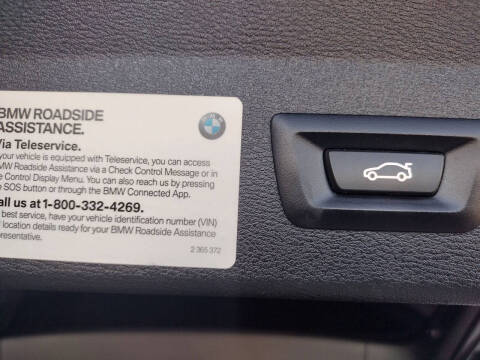 BMW ROADSIDE
ASSISTANCE.
Via Teleservice.
your vehicle is equipped with Teleservice, you can access
BMW Roadside Assistance via a Check Control Message or in
e Control Display Menu. You can also reach us by pressing
e SOS button or through the BMW Connected App.
all us at 1-800-332-4269.
best service, have your vehicle identification number (VIN)
location details ready for your BMW Roadside Assistance
presentative.
2 365 372